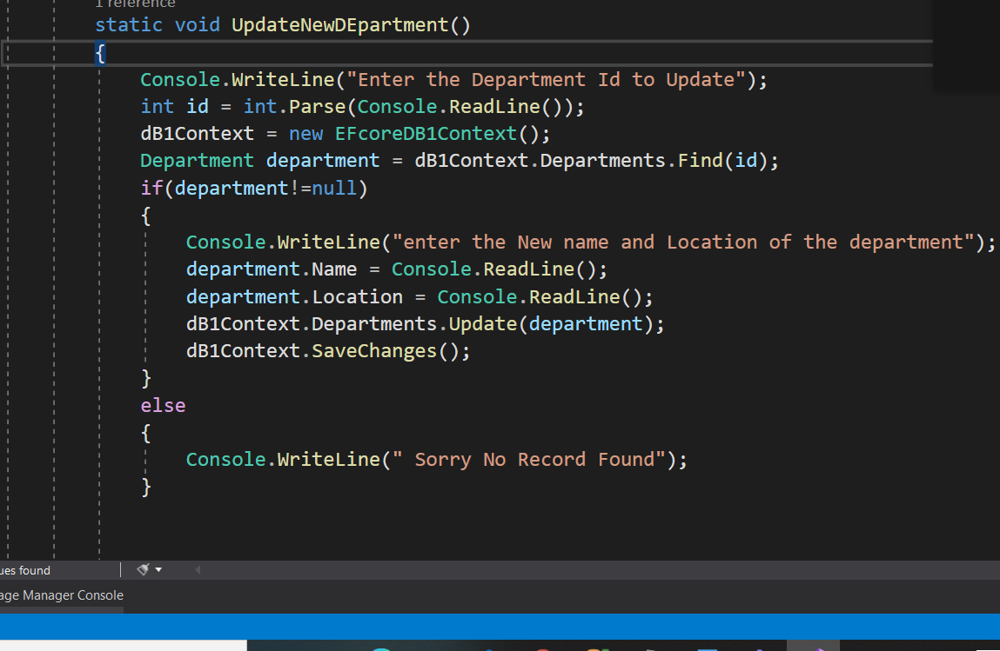 1 reference
static void UpdateNewDEpartment()
{
Console.WriteLine("Enter the Department Id to Update");
int id = int.Parse(Console.ReadLine());
dB1Context = new EFcoreDB1Context();
Department department = dB1Context.Departments.Find(id);
if(department!=null)
{
Console.WriteLine("enter the New name and Location of the department");
department.Name = Console.ReadLine();
department.Location = Console.ReadLine();
dB1Context.Departments.Update(department);
dB1Context.SaveChanges();
}
else
{
Console.WriteLine(" Sorry No Record Found");
}
ues found
age Manager Console